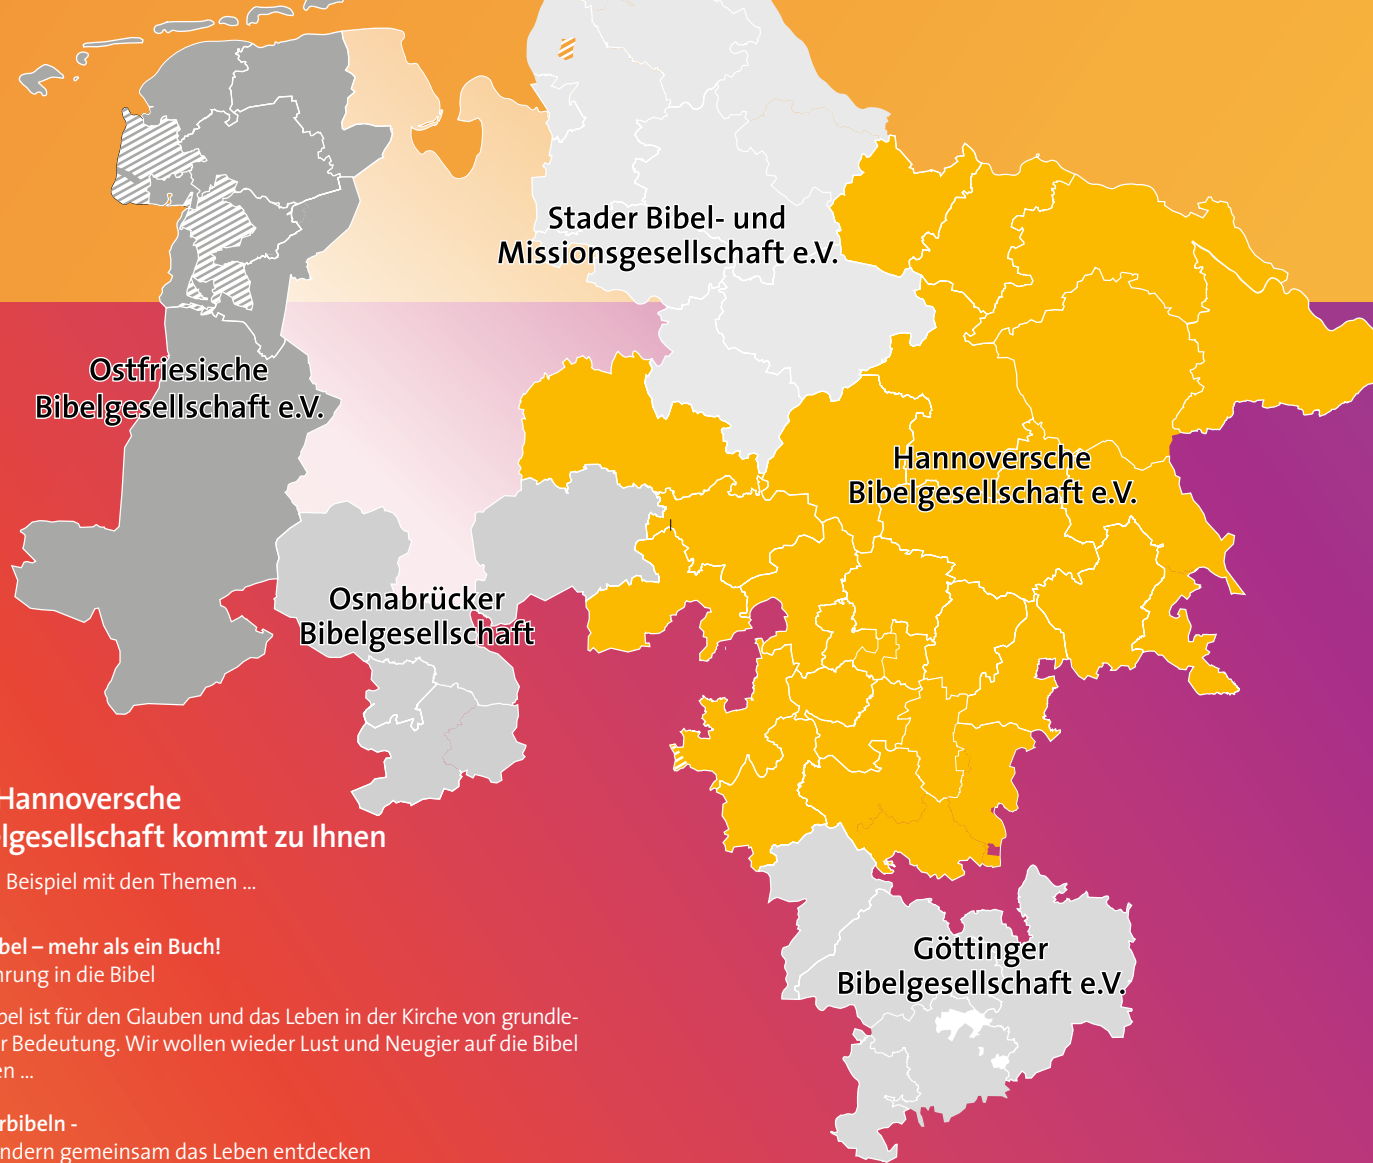 Stader Bibel- und
Missionsgesellschaft e.V.
Ostfriesische
Bibelgesellschaft e.V.
Hannoversche
Bibelgesellschaft e.V.
Osnabrücker
Bibelgesellschaft
Göttinger
Bibelgesellschaft e.V.
Hannoversche
elgesellschaft kommt zu Ihnen
Beispiel mit den Themen ...
bel – mehr als ein Buch!
hrung in die Bibel
bel ist für den Glauben und das Leben in der Kirche von grundle-
r Bedeutung. Wir wollen wieder Lust und Neugier auf die Bibel
en ...
rbibeln -
ndern gemeinsam das Leben entdecken